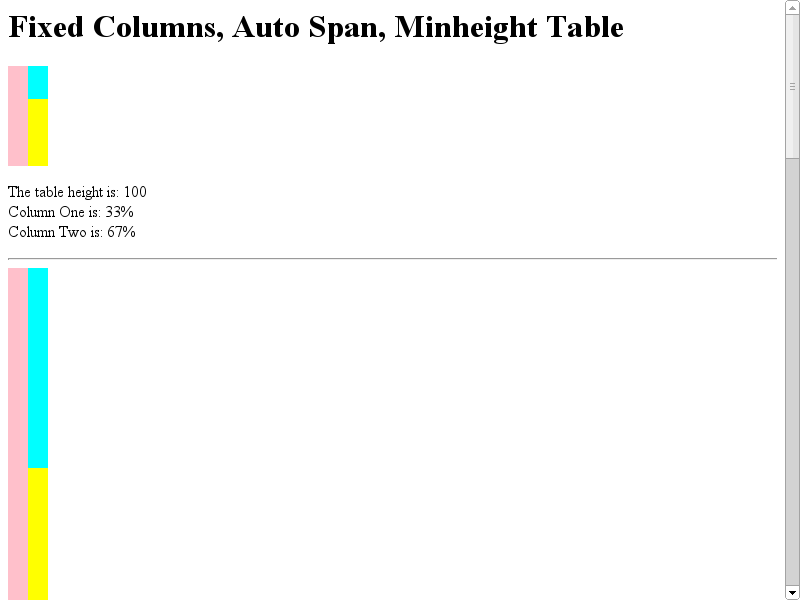 Fixed Columns, Auto Span, Minheight Table
The table height is: 100
Column One is: 33%
Column Two is: 67%